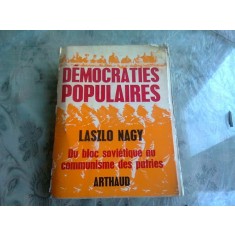 DÉMOCRATIES
POPULAIRES
LASZLO NAGY
Du bloc soviétique au
communisme des patries
ARTHAUD